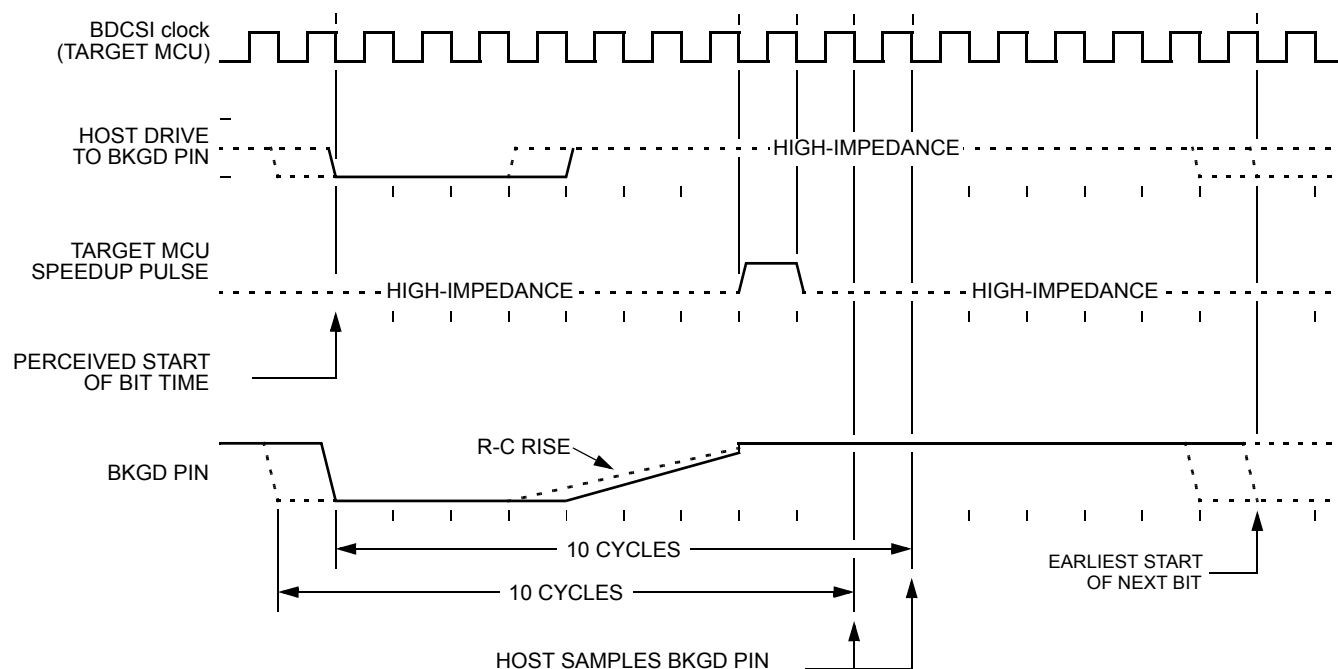 BDCSI clock
(TARGET MCU)
HOST DRIVE
TO BKGD PIN
HIGH-IMPEDANCE
TARGET MCU
SPEEDUP PULSE
HIGH-IMPEDANCE
HIGH-IMPEDANCE
PERCEIVED START
OF BIT TIME
R-C RISE
BKGD PIN
10 CYCLES
EARLIEST START
OF NEXT BIT
10 CYCLES
HOST SAMPLES BKGD PIN